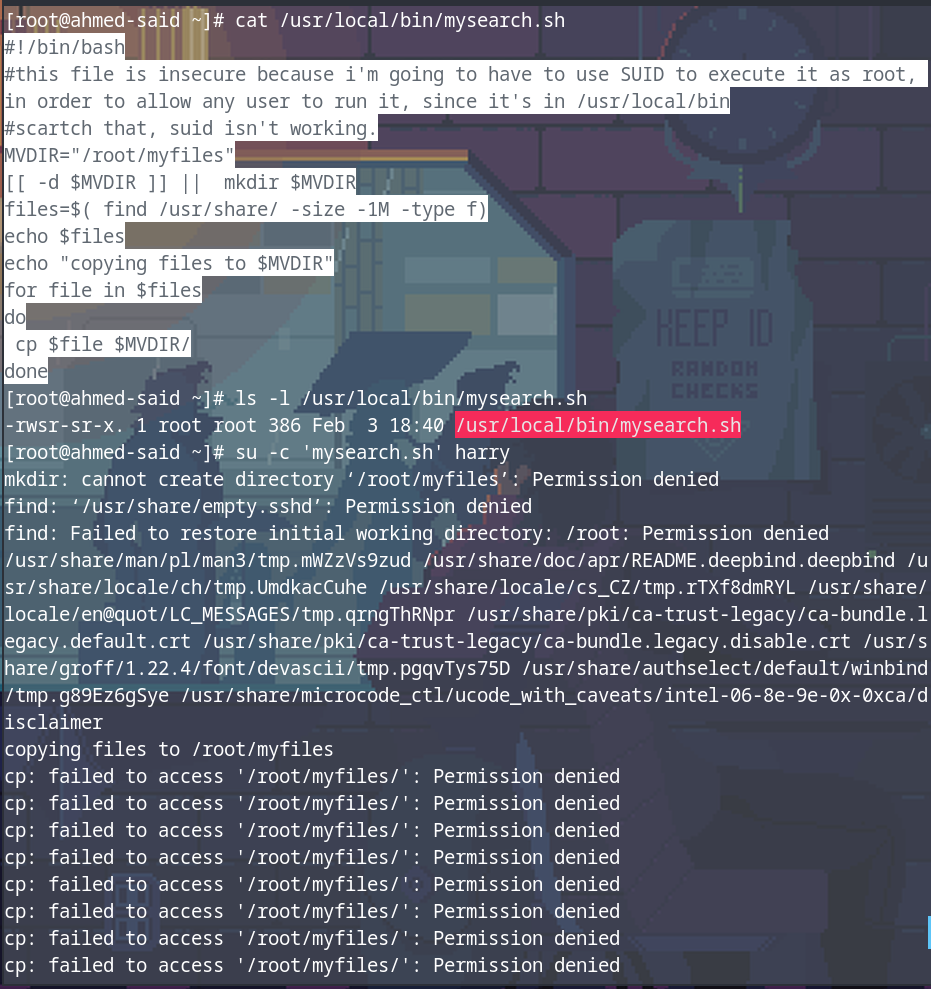 [root@ahmed-said ~]# cat /usr/local/bin/mysearch.sh
#!/bin/bash
#this file is insecure because i'm going to have to use SUID to execute it as root,
in order to allow any user to run it, since it's in /usr/local/bin
#scartch that, suid isn't working.
MVDIR="/root/myfiles"
[[ -d $MVDIR ]] ||  mkdir $MVDIR
files=$( find /usr/share/ -size -1M -type f)
echo $files
echo "copying files to $MVDIR"
for file in $files
do
 cp $file $MVDIR/
done
[root@ahmed-said ~]# ls -l /usr/local/bin/mysearch.sh
-rwsr-sr-x. 1 root root 386 Feb  3 18:40 /usr/local/bin/mysearch.sh
[root@ahmed-said ~]# su -c 'mysearch.sh' harry
mkdir: cannot create directory ‘/root/myfiles’: Permission denied
find: ‘/usr/share/empty.sshd’: Permission denied
find: Failed to restore initial working directory: /root: Permission denied
/usr/share/man/pl/man3/tmp.mWZzVs9zud /usr/share/doc/apr/README.deepbind.deepbind /u
sr/share/locale/ch/tmp.UmdkacCuhe /usr/share/locale/cs_CZ/tmp.rTXf8dmRYL /usr/share/
locale/en@quot/LC_MESSAGES/tmp.qrngThRNpr /usr/share/pki/ca-trust-legacy/ca-bundle.l
egacy.default.crt /usr/share/pki/ca-trust-legacy/ca-bundle.legacy.disable.crt /usr/s
hare/groff/1.22.4/font/devascii/tmp.pgqvTys75D /usr/share/authselect/default/winbind
/tmp.g89Ez6gSye /usr/share/microcode_ctl/ucode_with_caveats/intel-06-8e-9e-0x-0xca/d
isclaimer
copying files to /root/myfiles
cp: failed to access '/root/myfiles/': Permission denied
cp: failed to access '/root/myfiles/': Permission denied
cp: failed to access '/root/myfiles/': Permission denied
cp: failed to access '/root/myfiles/': Permission denied
cp: failed to access '/root/myfiles/': Permission denied
cp: failed to access '/root/myfiles/': Permission denied
cp: failed to access '/root/myfiles/': Permission denied
cp: failed to access '/root/myfiles/': Permission denied
KEEP ID
RANDOM
CHECKS